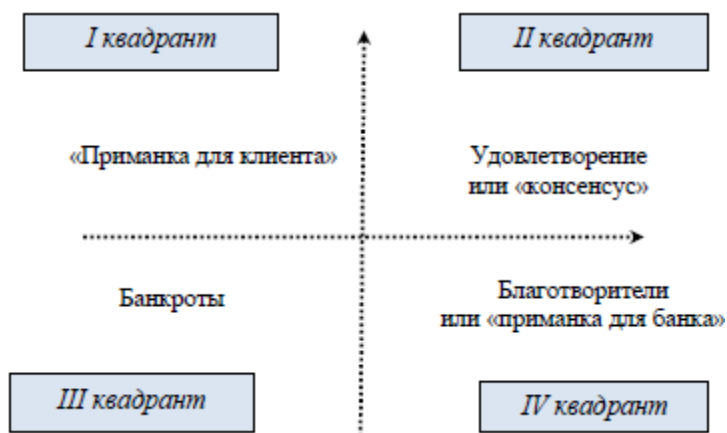 I квадрант
II квадрант
«Приманка для клиента»
Удовлетворение
или «консенсус»
Банкроты
Благотворители
или «приманка для банка»
III квадрант
IV квадрант